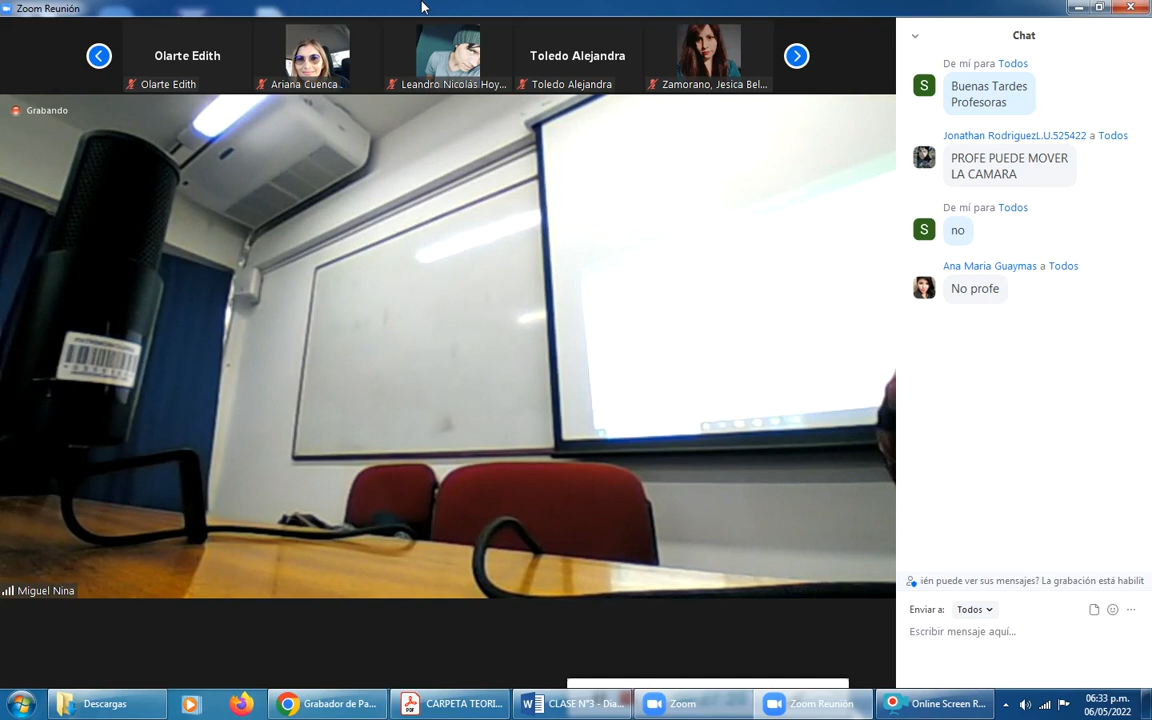 Zoom Reunión
Olarte Edith
Toledo Alejandra
Olarte Edith
Ariana Cuenca
Leandro Nicolas Hoy...
Toledo Alejandra
Zamorano, Jesica Bel...
Grabando
Miguel Nina
Chat
De mí para Todos
S
Buenas Tardes
Profesoras
Jonathan RodriguezL.U.525422 a Todos
PROFE PUEDE MOVER
LA CAMARA
De mí para Todos
S
no
Ana Maria Guaymas a Todos
No profe
ién puede ver sus mensajes? La grabación está habilit
Enviar a: Todos
Escribir mensaje aquí...
Descargas
Grabador de Pa...
CARPETA TEORI...
CLASE N°3 - Dia...
Zoom
Zoom Reunión
Online Screen R...
06:33 p.m.
06/05/2022